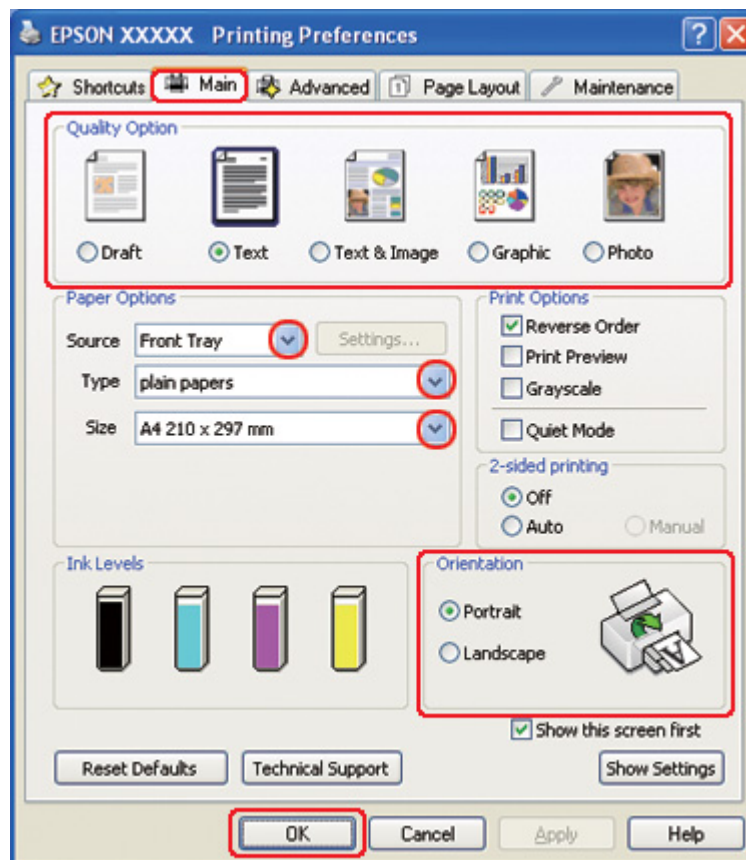 EPSON XXXXX Printing Preferences
Shortcuts Main Advanced 1 Page Layout Maintenance
Quality Option
Draft Text Text & Image Graphic Photo
Paper Options
Source Front Tray Settings...
Type plain papers
Size A4 210 x 297 mm
Print Options
Reverse Order
Print Preview
Grayscale
Quiet Mode
2-sided printing
Off
Auto Manual
Ink Levels
Orientation
Portrait
Landscape
A
Show this screen first
Reset Defaults Technical Support Show Settings
OK Cancel Apply Help